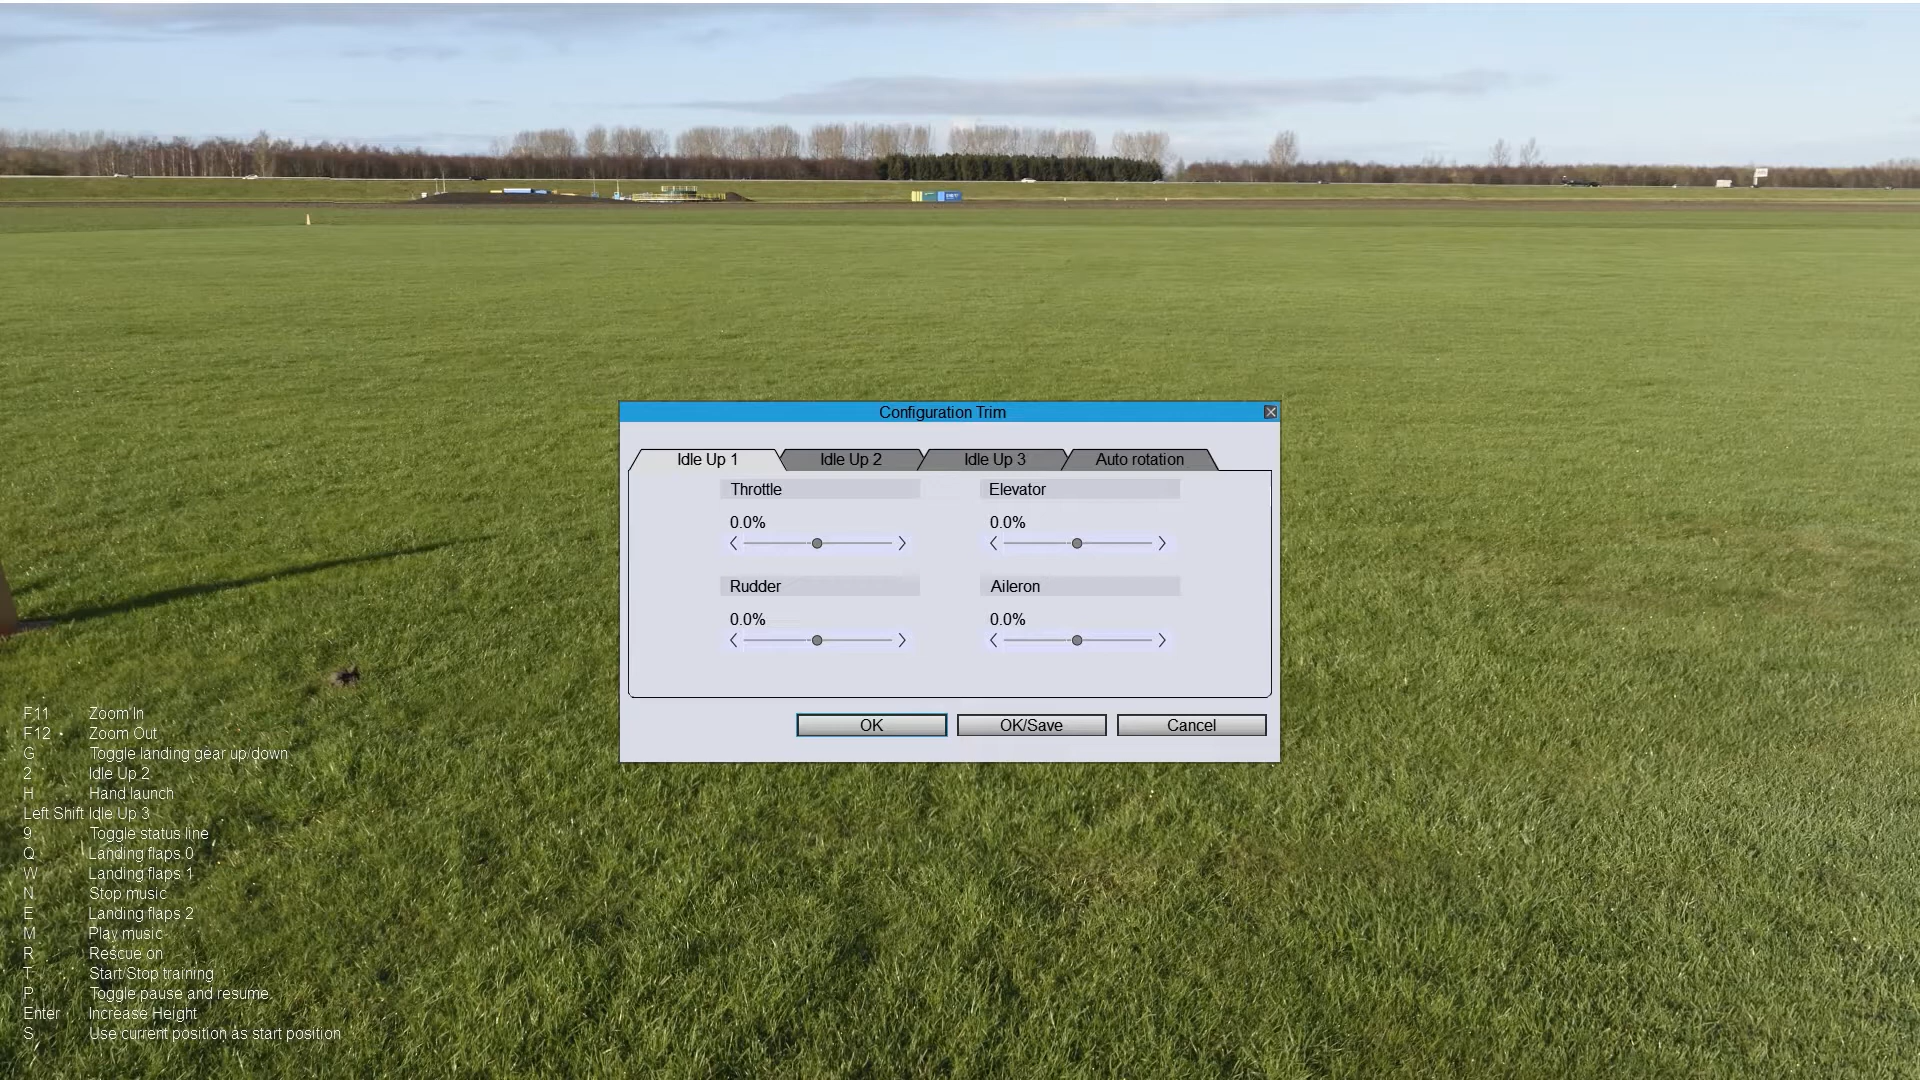 Configuration Trim
Idle Up 1
Idle Up 2
Idle Up 3
Auto rotation
Throttle
Elevator
0.0%
0.0%
Rudder
Aileron
0.0%
0.0%
OK
OK/Save
Cancel
F11 Zoom In
F12 Zoom Out
G Toggle landing gear up/down
2 Idle Up 2
H Hand launch
Left Shift Idle Up 3
9 Toggle status line
Q Landing flaps 0
W Landing flaps 1
N Stop music
E Landing flaps 2
M Play music
R Rescue on
T Start/Stop training
P Toggle pause and resume
Enter Increase Height
S Use current position as start position